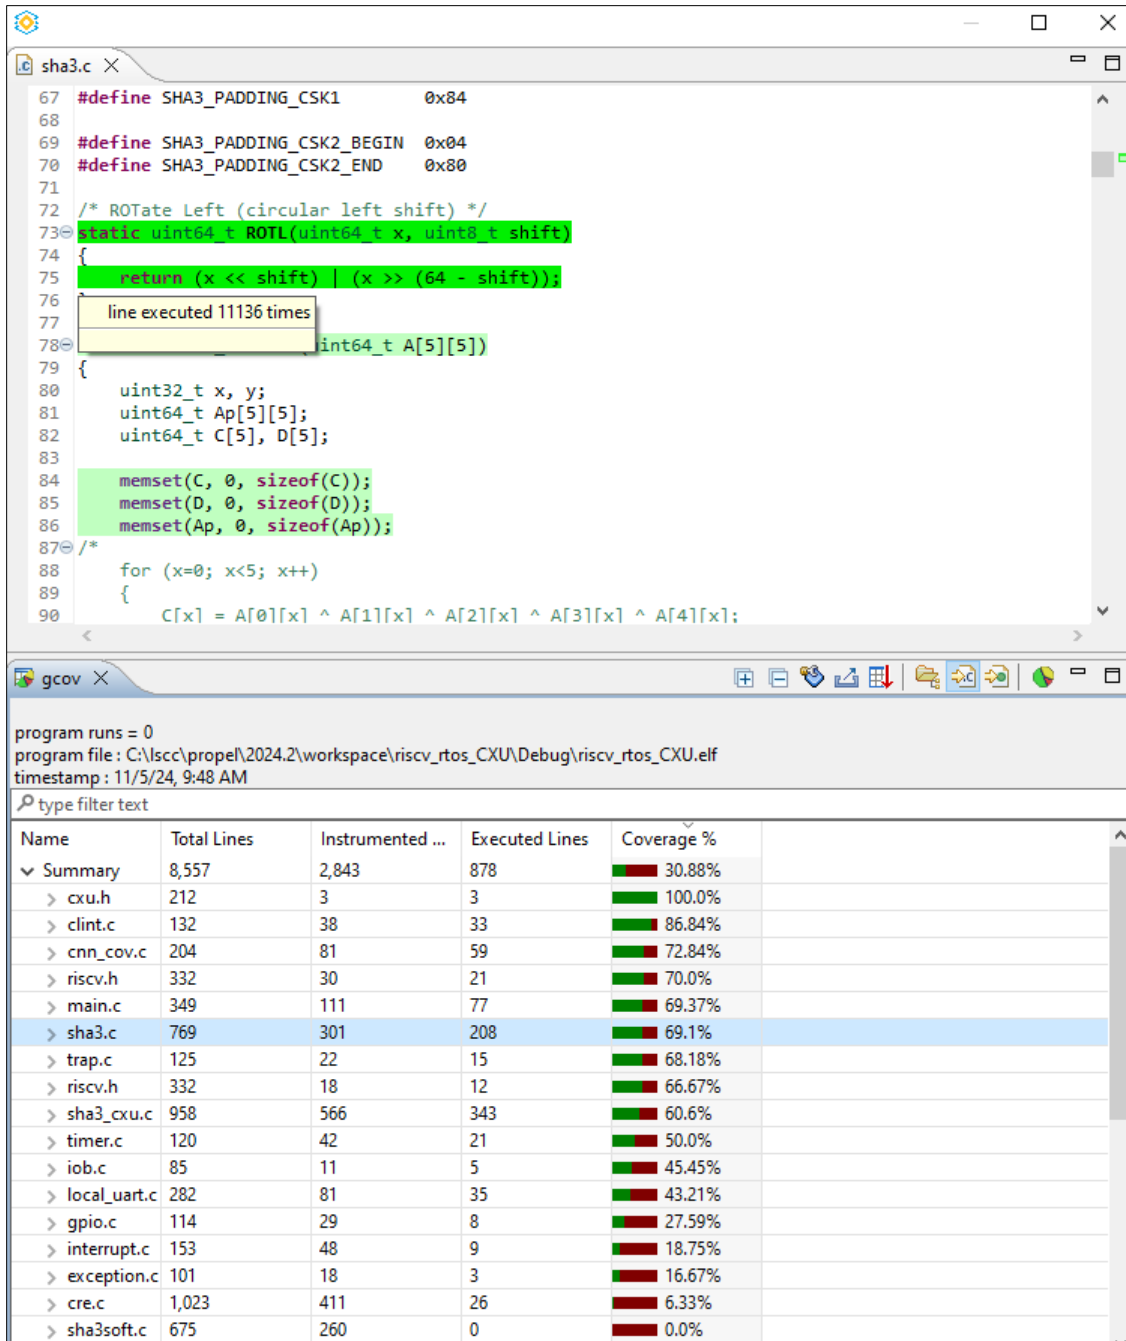 sha3.c
67 #define SHA3_PADDING_CSK1 0x84
68
69 #define SHA3_PADDING_CSK2_BEGIN 0x04
70 #define SHA3_PADDING_CSK2_END 0x80
71
72 /* ROTate Left (circular left shift) */
73 static uint64_t ROTL(uint64_t x, uint8_t shift)
74 {
75 return (x << shift) | (x >> (64 - shift));
76
line executed 11136 times
77
78 uint64_t A[5][5])
79 {
80 uint32_t x, y;
81 uint64_t Ap[5][5];
82 uint64_t C[5], D[5];
83
84 memset(C, 0, sizeof(C));
85 memset(D, 0, sizeof(D));
86 memset(Ap, 0, sizeof(Ap));
87 /*
88 for (x=0; x<5; x++)
89 {
90 C[x] = A[0][x] ^ A[1][x] ^ A[2][x] ^ A[3][x] ^ A[4][x];
gcov
program runs = 0
program file : C:\lscc\propel\2024.2\workspace\riscv_rtos_CXU\Debug\riscv_rtos_CXU.elf
timestamp : 11/5/24, 9:48 AM
type filter text
Name Total Lines Instrumented ... Executed Lines Coverage %
Summary 8,557 2,843 878 30.88%
cxu.h 212 3 3 100.0%
clint.c 132 38 33 86.84%
cnn_cov.c 204 81 59 72.84%
riscv.h 332 30 21 70.0%
main.c 349 111 77 69.37%
sha3.c 769 301 208 69.1%
trap.c 125 22 15 68.18%
riscv.h 332 18 12 66.67%
sha3_cxu.c 958 566 343 60.6%
timer.c 120 42 21 50.0%
iob.c 85 11 5 45.45%
local_uart.c 282 81 35 43.21%
gpio.c 114 29 8 27.59%
interrupt.c 153 48 9 18.75%
exception.c 101 18 3 16.67%
cre.c 1,023 411 26 6.33%
sha3soft.c 675 260 0 0.0%